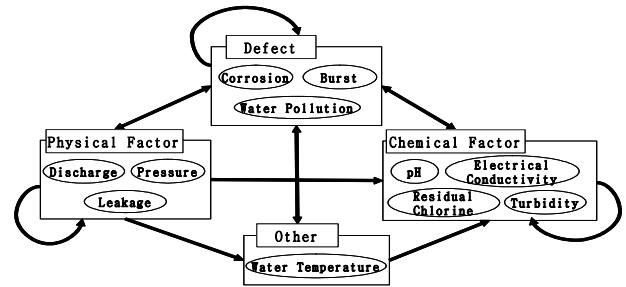 Defect
Corrosion
Burst
Water Pollution
Physical Factor
Discharge
Pressure
Leakage
Chemical Factor
pH
Electrical
Conductivity
Residual
Chlorine
Turbidity
Other
Water Temperature